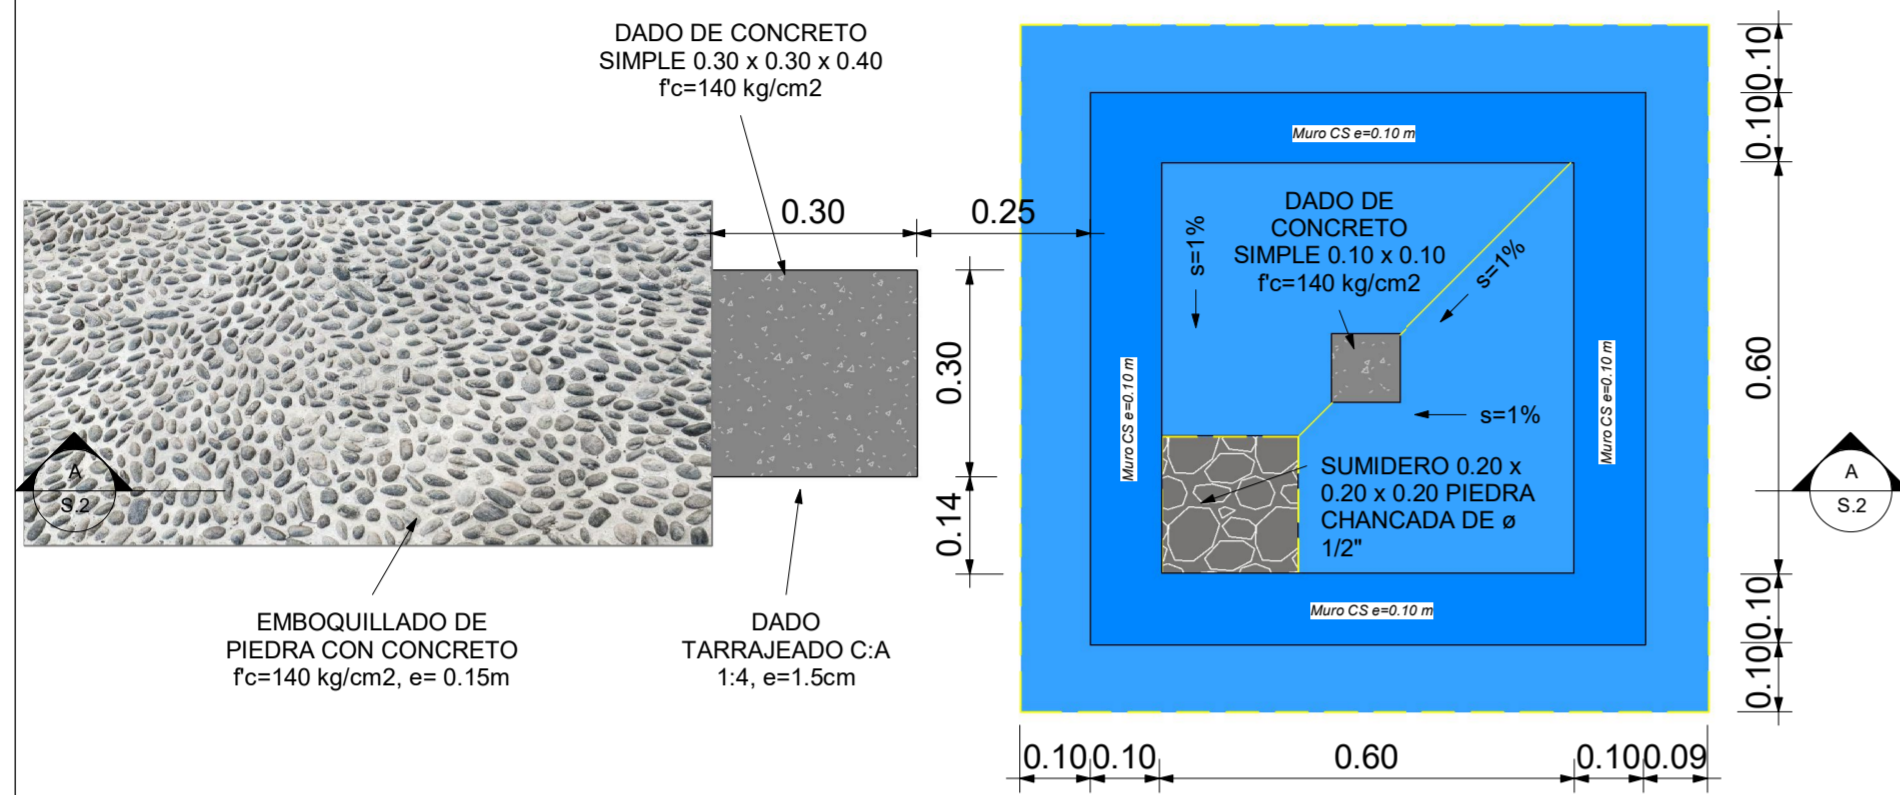 DADO DE CONCRETO
SIMPLE 0.30 x 0.30 x 0.40
f'c=140 kg/cm2
0.30
0.25
0.30
0.14
A
S.2
EMBOQUILLADO DE
PIEDRA CON CONCRETO
f'c=140 kg/cm2, e= 0.15m
DADO
TARRAJEADO C:A
1:4, e=1.5cm
Muro CS e=0.10 m
DADO DE
CONCRETO
SIMPLE 0.10 x 0.10
f'c=140 kg/cm2
s=1%
s=1%
s=1%
Muro CS e=0.10 m
Muro CS e=0.10 m
SUMIDERO 0.20 x
0.20 x 0.20 PIEDRA
CHANCADA DE ø
1/2"
Muro CS e=0.10 m
0.10
0.10
0.60
0.10
0.10
A
S.2
0.10
0.10
0.60
0.10
0.09